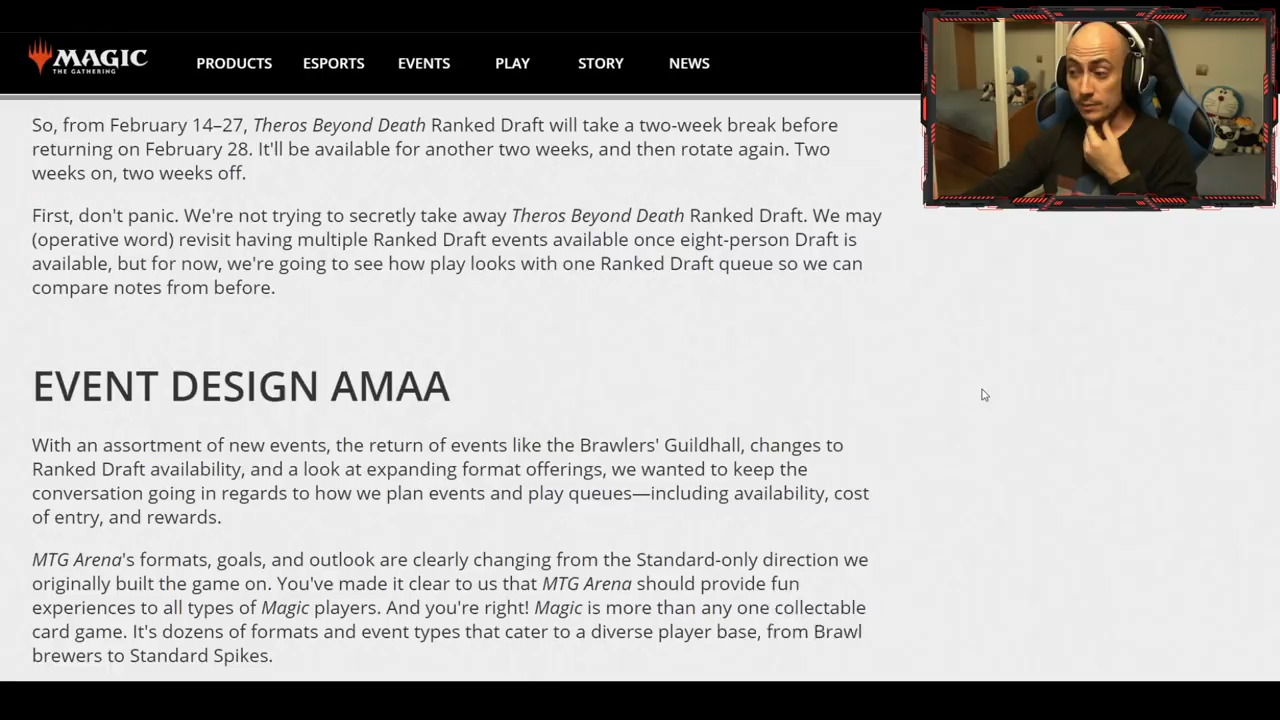 MAGIC
THE GATHERING
PRODUCTS ESPORTS EVENTS PLAY STORY NEWS
So, from February 14–27, Theros Beyond Death Ranked Draft will take a two-week break before
returning on February 28. It'll be available for another two weeks, and then rotate again. Two
weeks on, two weeks off.
First, don't panic. We're not trying to secretly take away Theros Beyond Death Ranked Draft. We may
(operative word) revisit having multiple Ranked Draft events available once eight-person Draft is
available, but for now, we're going to see how play looks with one Ranked Draft queue so we can
compare notes from before.
EVENT DESIGN AMAA
With an assortment of new events, the return of events like the Brawlers' Guildhall, changes to
Ranked Draft availability, and a look at expanding format offerings, we wanted to keep the
conversation going in regards to how we plan events and play queues—including availability, cost
of entry, and rewards.
MTG Arena's formats, goals, and outlook are clearly changing from the Standard-only direction we
originally built the game on. You've made it clear to us that MTG Arena should provide fun
experiences to all types of Magic players. And you're right! Magic is more than any one collectable
card game. It's dozens of formats and event types that cater to a diverse player base, from Brawl
brewers to Standard Spikes.